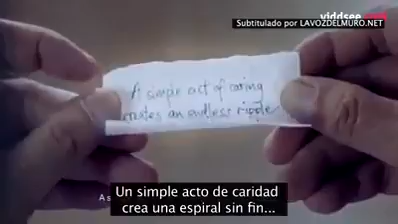 viddsee
Subtitulado por LAVOZDELMURO.NET
A simple act of caring
creates an endless ripple
A s
Un simple acto de caridad
crea una espiral sin fin...